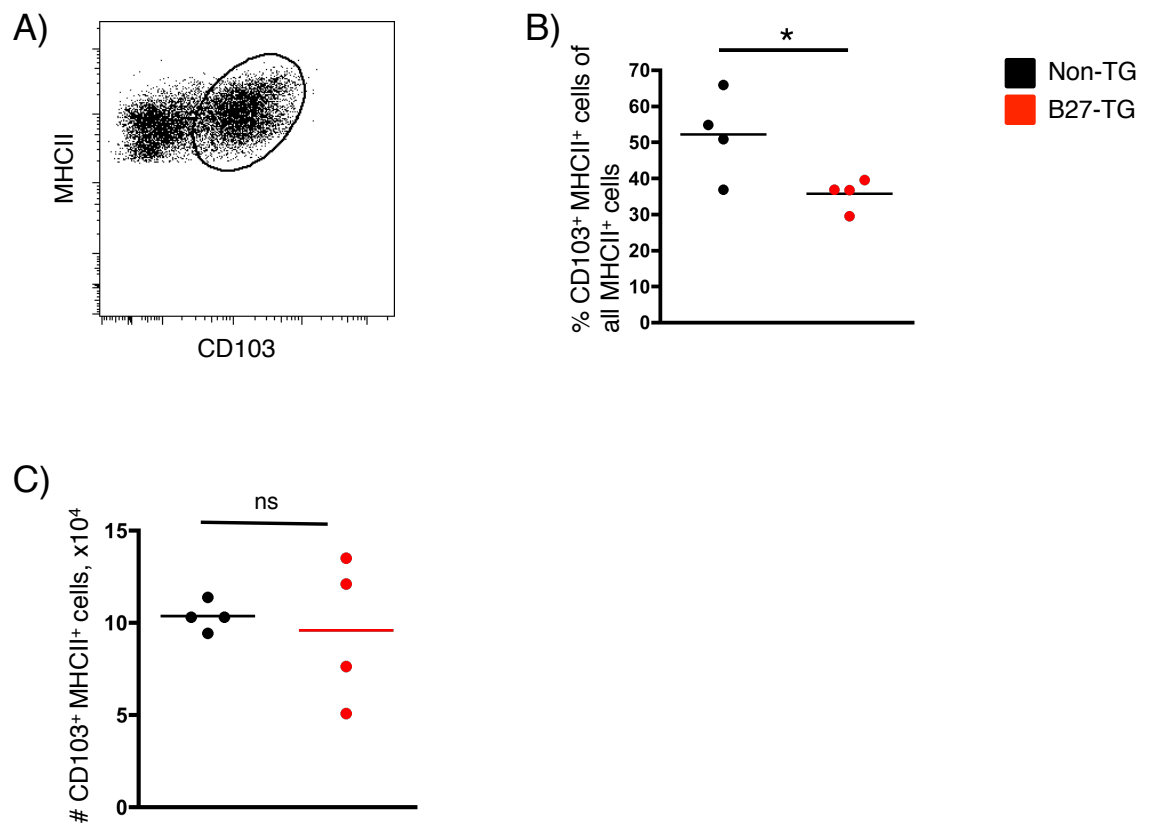 A)
MHCII
CD103
B)
% CD103⁺ MHCII⁺ cells of
all MHCII⁺ cells
*
70
60
50
40
30
20
10
0
Non-TG
B27-TG
C)
# CD103⁺ MHCII⁺ cells, x10⁴
ns
15
10
5
0